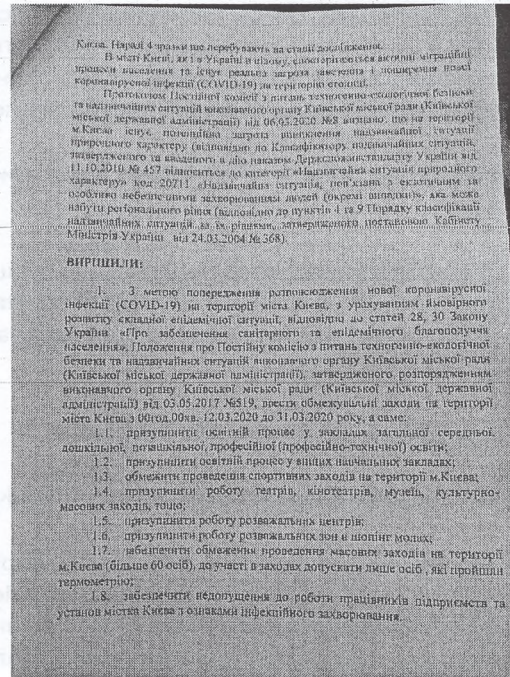 Києва. Наразі 4 зразки ще перебувають на стадії дослідження.
В місті Києві, як і в Україні в цілому, спостерігаються активні міграційні
процеси населення та існує реальна загроза завезення і поширення нової
коронавірусної інфекції (COVID-19) на територію столиці.
Протоколом Постійної комісії з питань техногенно-екологічної безпеки
та надзвичайних ситуацій виконавчого органу Київської міської ради (Київської
міської державної адміністрації) від 06.03.2020 №8 визнано, що на території
м.Києва існує потенційно загроза виникнення надзвичайної ситуації
природного характеру (відповідно до Класифікатору надзвичайних ситуацій,
затвердженого та введеного в дію наказом Держспоживстандарту України від
11.10.2010 № 457 відноситься до категорії «Надзвичайна ситуація природного
характеру» код 20711 «Надзвичайна ситуація, пов'язана з екзотичним та
особливо небезпечними захворюванням людей (окремі випадки)», яка може
набути регіонального рівня (відповідно до пунктів 4 та 9 Порядку класифікації
надзвичайних ситуацій за їх рівнями, затвердженого постановою Кабінету
Міністрів України від 24.03.2004 № 368).
ВИРІШИЛИ:
1. З метою попередження розповсюдження нової коронавірусної
інфекції (COVID-19) на території міста Києва, з урахуванням ймовірного
розвитку складної епідемічної ситуації, відповідно до статей 28, 30 Закону
України «Про забезпечення санітарного та епідемічного благополуччя
населення», Положення про Постійну комісію з питань техногенно-екологічної
безпеки та надзвичайних ситуацій виконавчого органу Київської міської ради
(Київської міської державної адміністрації), затвердженого розпорядженням
виконавчого органу Київської міської ради (Київської міської державної
адміністрації) від 03.05.2017 №519, ввести обмежувальні заходи на території
міста Києва з 00год.00хв. 12.03.2020 до 31.03.2020 року, а саме:
1.1. призупинити освітній процес у закладах загальної середньої,
дошкільної, позашкільної, професійної (професійно-технічної) освіти;
1.2. призупинити освітній процес у вищих навчальних закладах;
1.3. обмежити проведення спортивних заходів на території м.Києва;
1.4. призупинити роботу театрів, кінотеатрів, музеїв, культурно-
масових заходів, тощо;
1.5. призупинити роботу розважальних центрів;
1.6. призупинити роботу розважальних зон в шопінг молах;
1.7. забезпечити обмеження проведення масових заходів на території
м.Києва (більше 60 осіб), до участі в заходах допускати лише осіб , які пройшли
термометрію;
1.8. забезпечити недопущення до роботи працівників підприємств та
установ містка Києва з ознаками інфекційного захворювання.